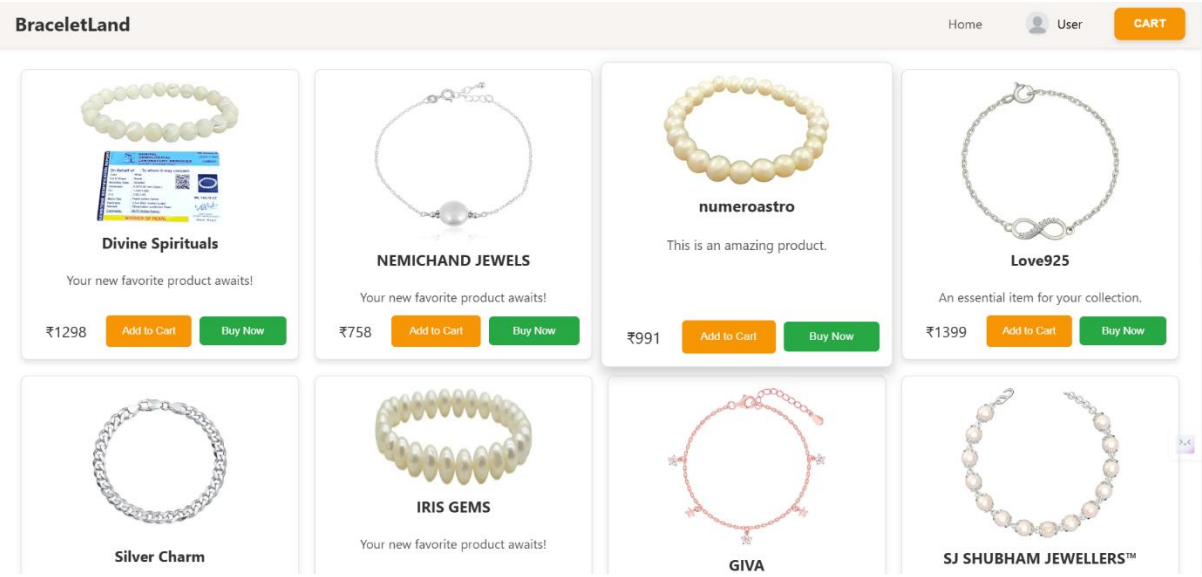 BraceletLand
Home
User
CART
Divine Spirituals
Your new favorite product awaits!
₹1298
Add to Cart
Buy Now
NEMICHAND JEWELS
Your new favorite product awaits!
₹758
Add to Cart
Buy Now
numeroastro
This is an amazing product.
₹991
Add to Cart
Buy Now
Love925
An essential item for your collection.
₹1399
Add to Cart
Buy Now
Silver Charm
IRIS GEMS
Your new favorite product awaits!
GIVA
SJ SHUBHAM JEWELLERS™